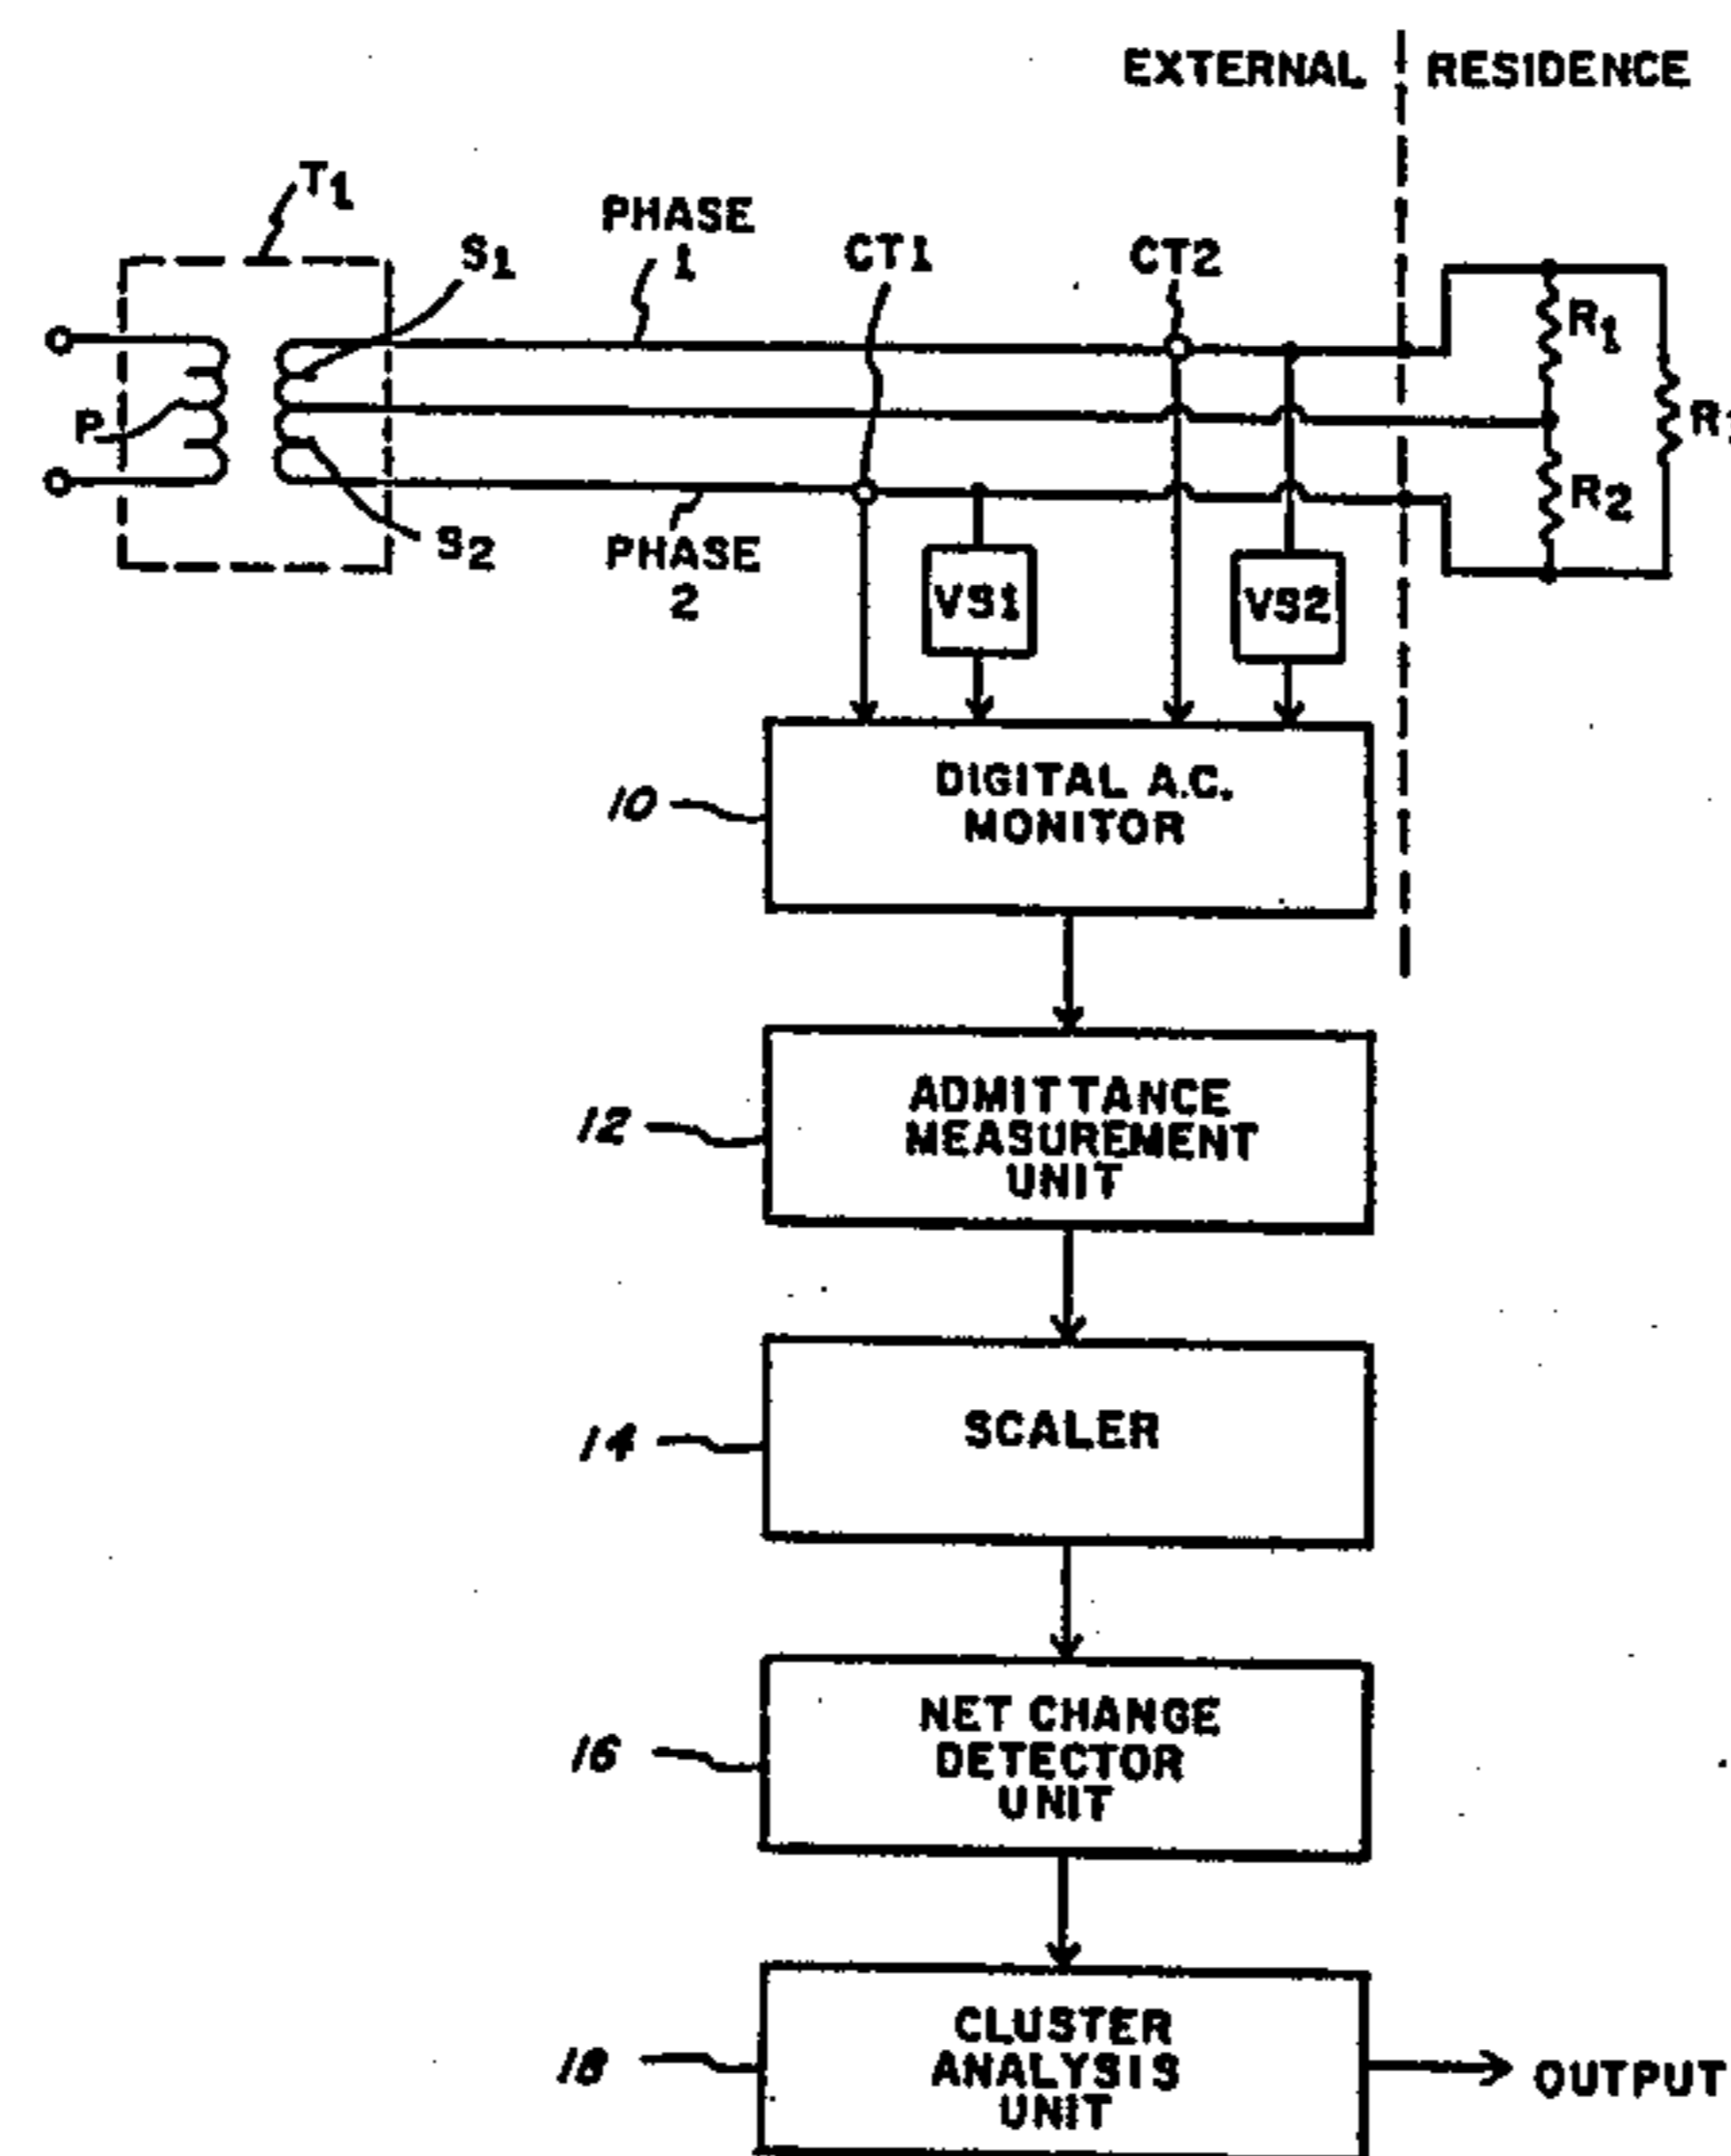 EXTERNAL RESIDENCE
T1
S1
PHASE
1
CT1
CT2
R1
P
R2
S2
PHASE
2
VS1
VS2
DIGITAL A.C.
MONITOR
10
ADMITTANCE
MEASUREMENT
UNIT
12
SCALER
14
NET CHANGE
DETECTOR
UNIT
16
CLUSTER
ANALYSIS
UNIT
18
OUTPUT